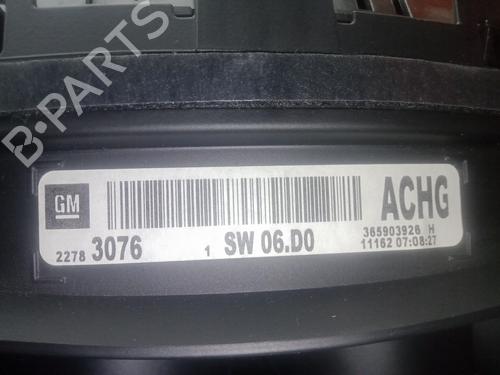 B-PARTS
GM
ACHG
2278 3076 1 SW 06.D0
365903926 H
11162 07:08:27